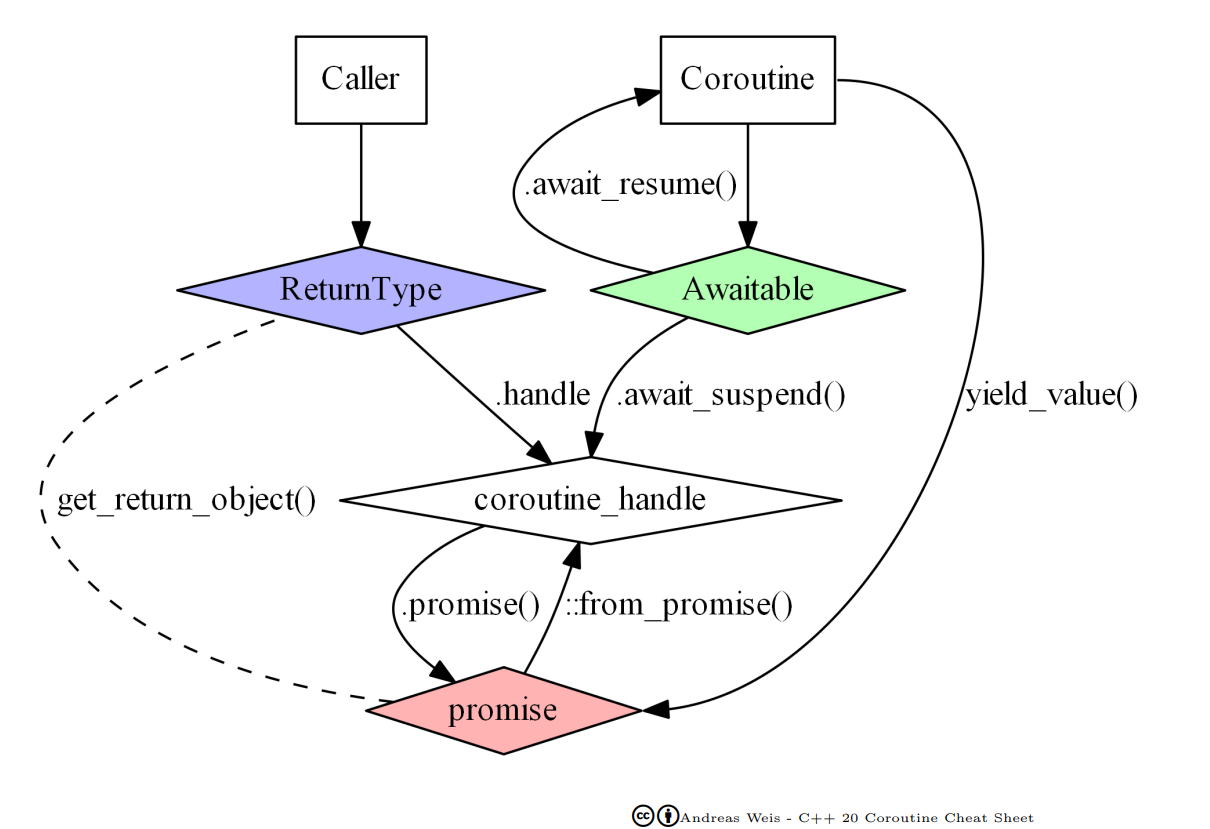 Caller
Coroutine
.await_resume()
ReturnType
Awaitable
.handle
.await_suspend()
yield_value()
get_return_object()
coroutine_handle
.promise()
::from_promise()
promise
cc Andreas Weis - C++ 20 Coroutine Cheat Sheet